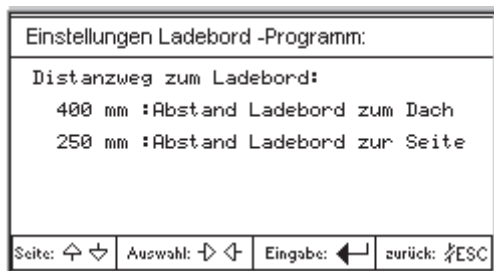 Einstellungen Ladebord -Programm:
Distanzweg zum Ladebord:
400 mm :Abstand Ladebord zum Dach
250 mm :Abstand Ladebord zur Seite
Seite: Auswahl: Eingabe: zurück: ESC